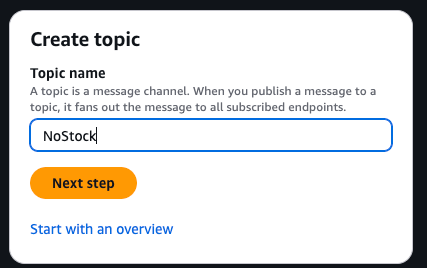 Create topic
Topic name
A topic is a message channel. When you publish a message to a
topic, it fans out the message to all subscribed endpoints.
NoStock
Next step
Start with an overview